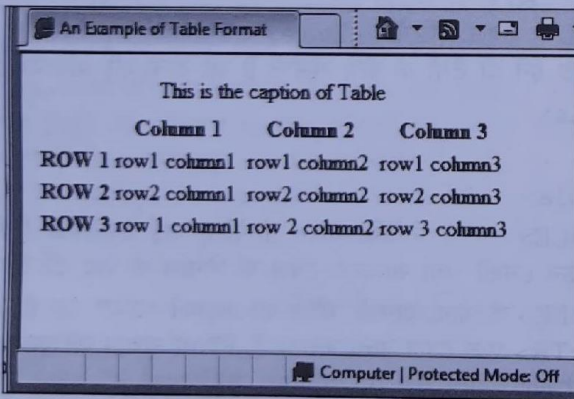 An Example of Table Format
This is the caption of Table
Column 1 Column 2 Column 3
ROW 1 row1 column1 row1 column2 row1 column3
ROW 2 row2 column1 row2 column2 row2 column3
ROW 3 row 1 column1 row 2 column2 row 3 column3
Computer | Protected Mode: Off